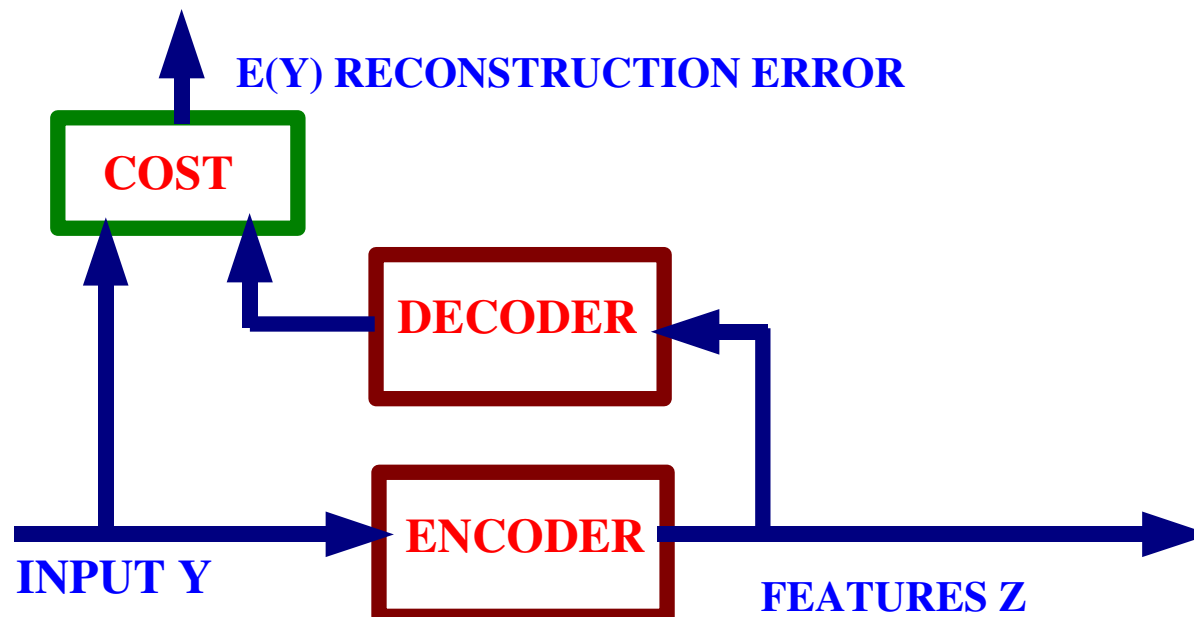 E(Y) RECONSTRUCTION ERROR
COST
DECODER
ENCODER
INPUT Y
FEATURES Z